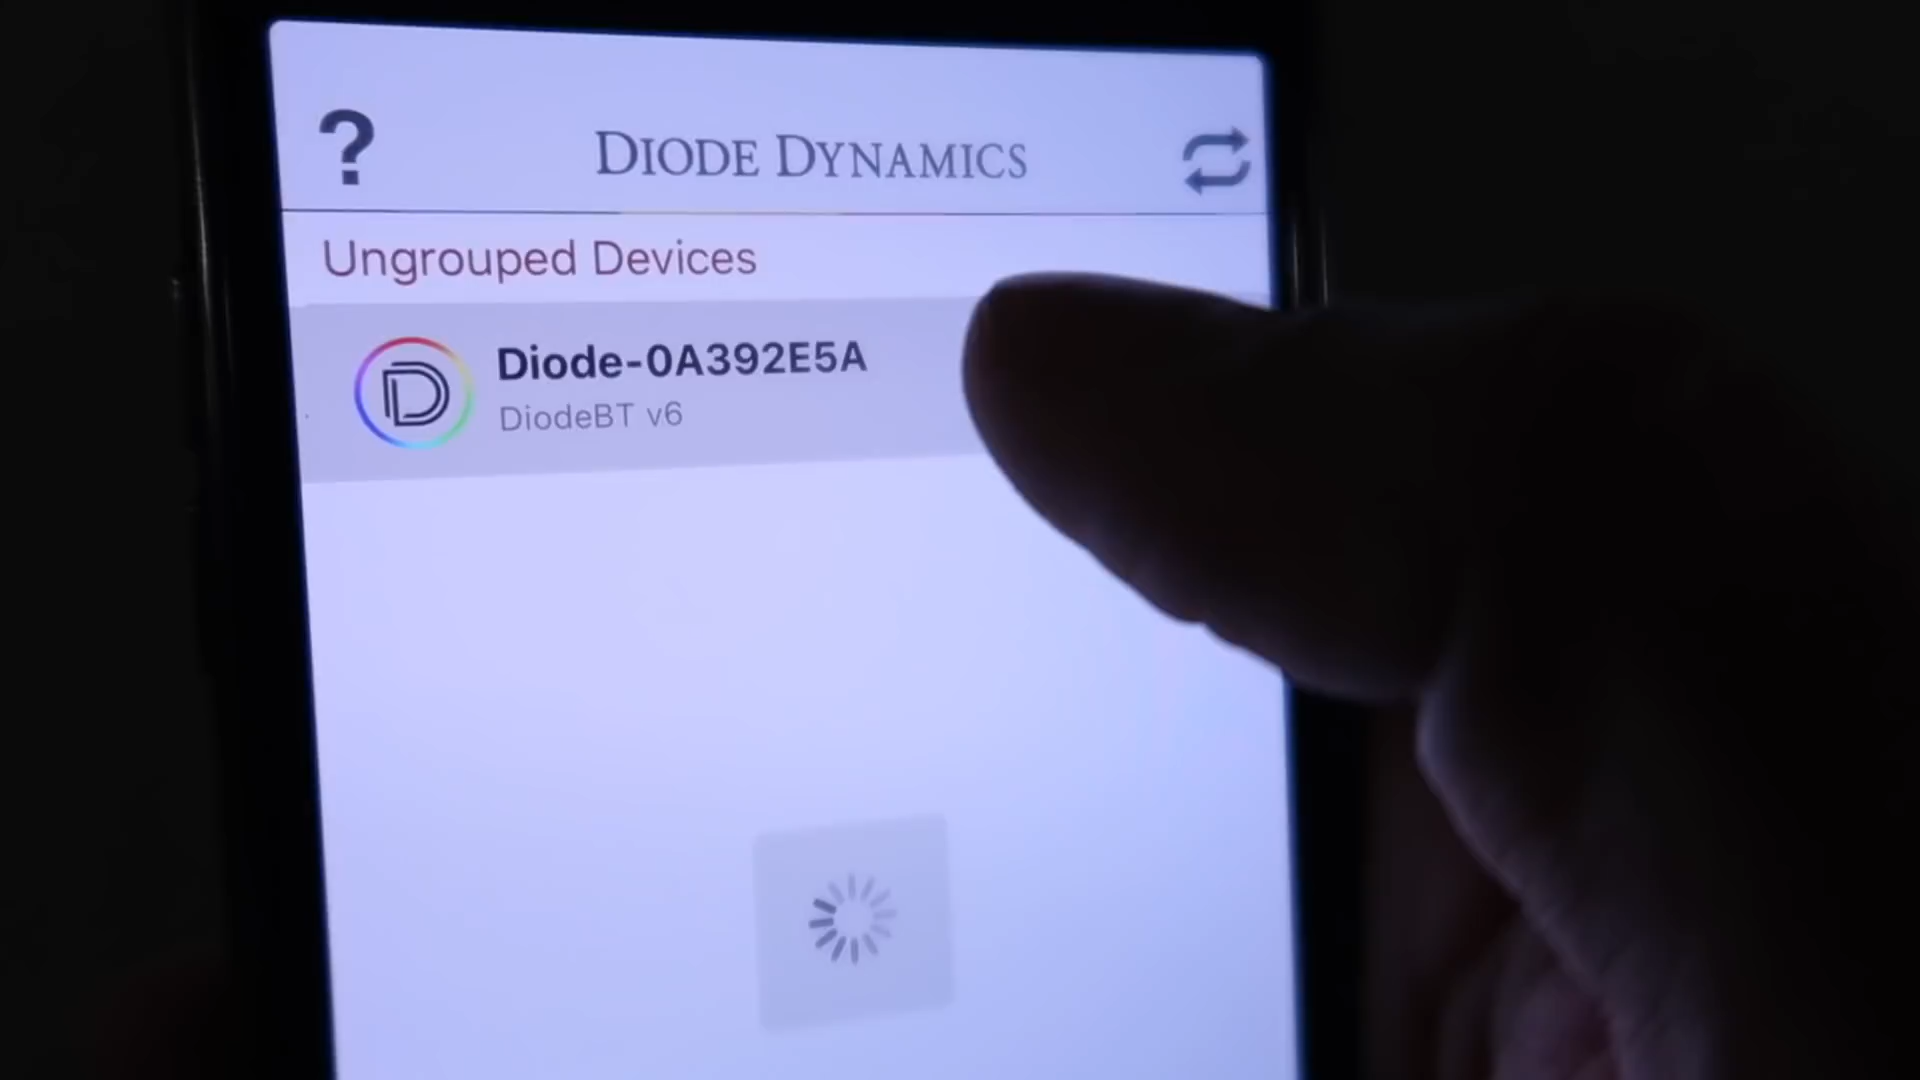 ?
DIODE DYNAMICS
Ungrouped Devices
Diode-0A392E5A
DiodeBT v6